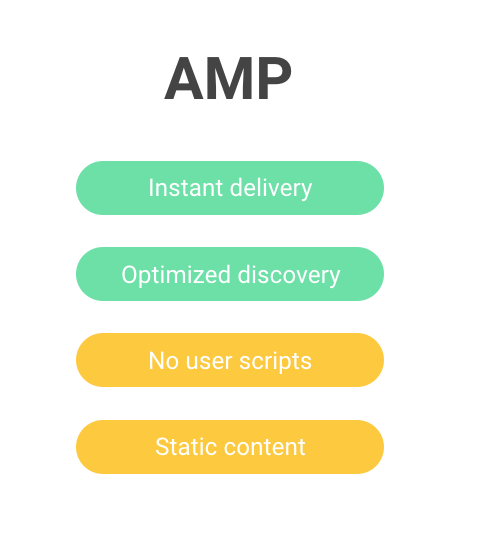 AMP
Instant delivery
Optimized discovery
No user scripts
Static content